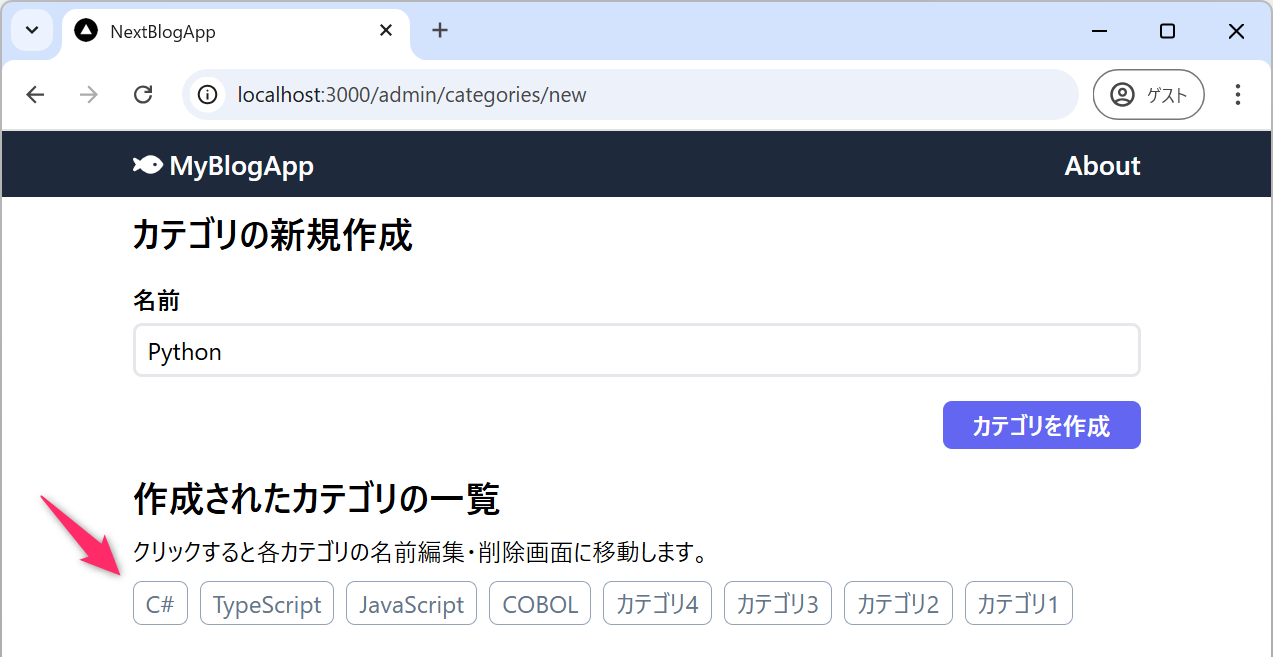 NextBlogApp
localhost:3000/admin/categories/new
ゲスト
MyBlogApp About
カテゴリの新規作成
名前
Python
カテゴリを作成
作成されたカテゴリの一覧
クリックすると各カテゴリの名前編集・削除画面に移動します。
C# TypeScript JavaScript COBOL カテゴリ4 カテゴリ3 カテゴリ2 カテゴリ1